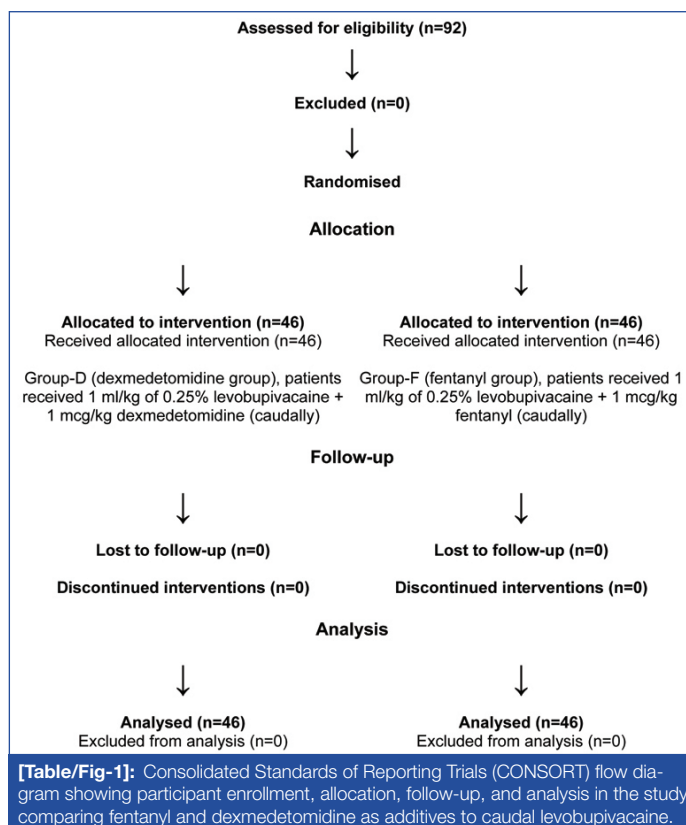 Assessed for eligibility (n=92)
Excluded (n=0)
Randomised
Allocation
Allocated to intervention (n=46)
Received allocated intervention (n=46)
Group-D (dexmedetomidine group), patients
received 1 ml/kg of 0.25% levobupivacaine +
1 mcg/kg dexmedetomidine (caudally)
Allocated to intervention (n=46)
Received allocated intervention (n=46)
Group-F (fentanyl group), patients received 1
ml/kg of 0.25% levobupivacaine + 1 mcg/kg
fentanyl (caudally)
Follow-up
Lost to follow-up (n=0)
Discontinued interventions (n=0)
Lost to follow-up (n=0)
Discontinued interventions (n=0)
Analysis
Analysed (n=46)
Excluded from analysis (n=0)
Analysed (n=46)
Excluded from analysis (n=0)
[Table/Fig-1]: Consolidated Standards of Reporting Trials (CONSORT) flow dia-
gram showing participant enrollment, allocation, follow-up, and analysis in the study
comparing fentanyl and dexmedetomidine as additives to caudal levobupivacaine.